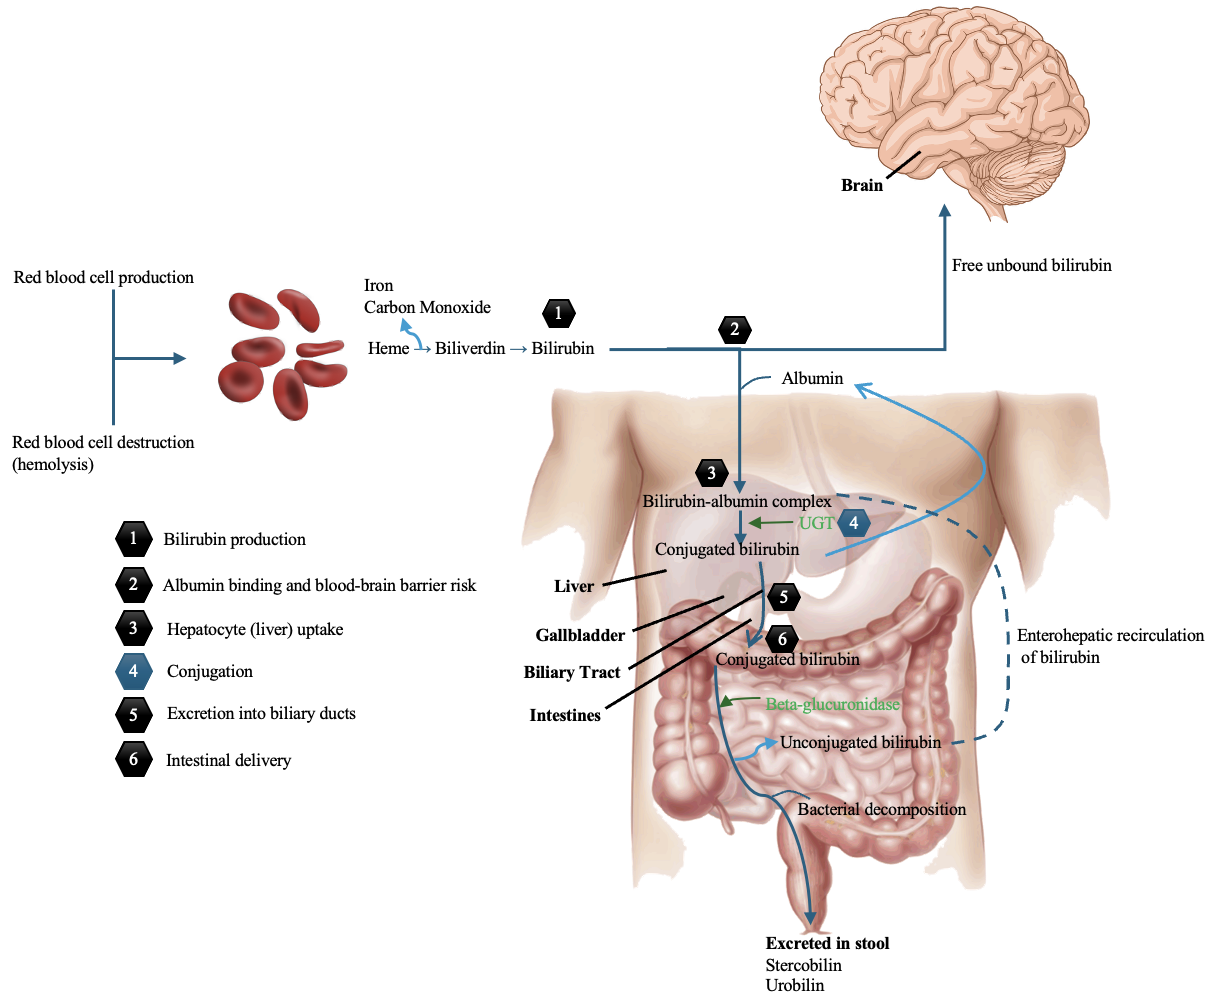 Brain
Free unbound bilirubin
Red blood cell production
Iron
Carbon Monoxide
1
2
Heme → Biliverdin → Bilirubin
Albumin
Red blood cell destruction
(hemolysis)
3
Bilirubin-albumin complex
UGT
4
Conjugated bilirubin
Liver
5
Gallbladder
6
Conjugated bilirubin
Biliary Tract
Intestines
Beta-glucuronidase
Unconjugated bilirubin
Enterohepatic recirculation
of bilirubin
Bacterial decomposition
Excreted in stool
Stercobilin
Urobilin
1 Bilirubin production
2 Albumin binding and blood-brain barrier risk
3 Hepatocyte (liver) uptake
4 Conjugation
5 Excretion into biliary ducts
6 Intestinal delivery